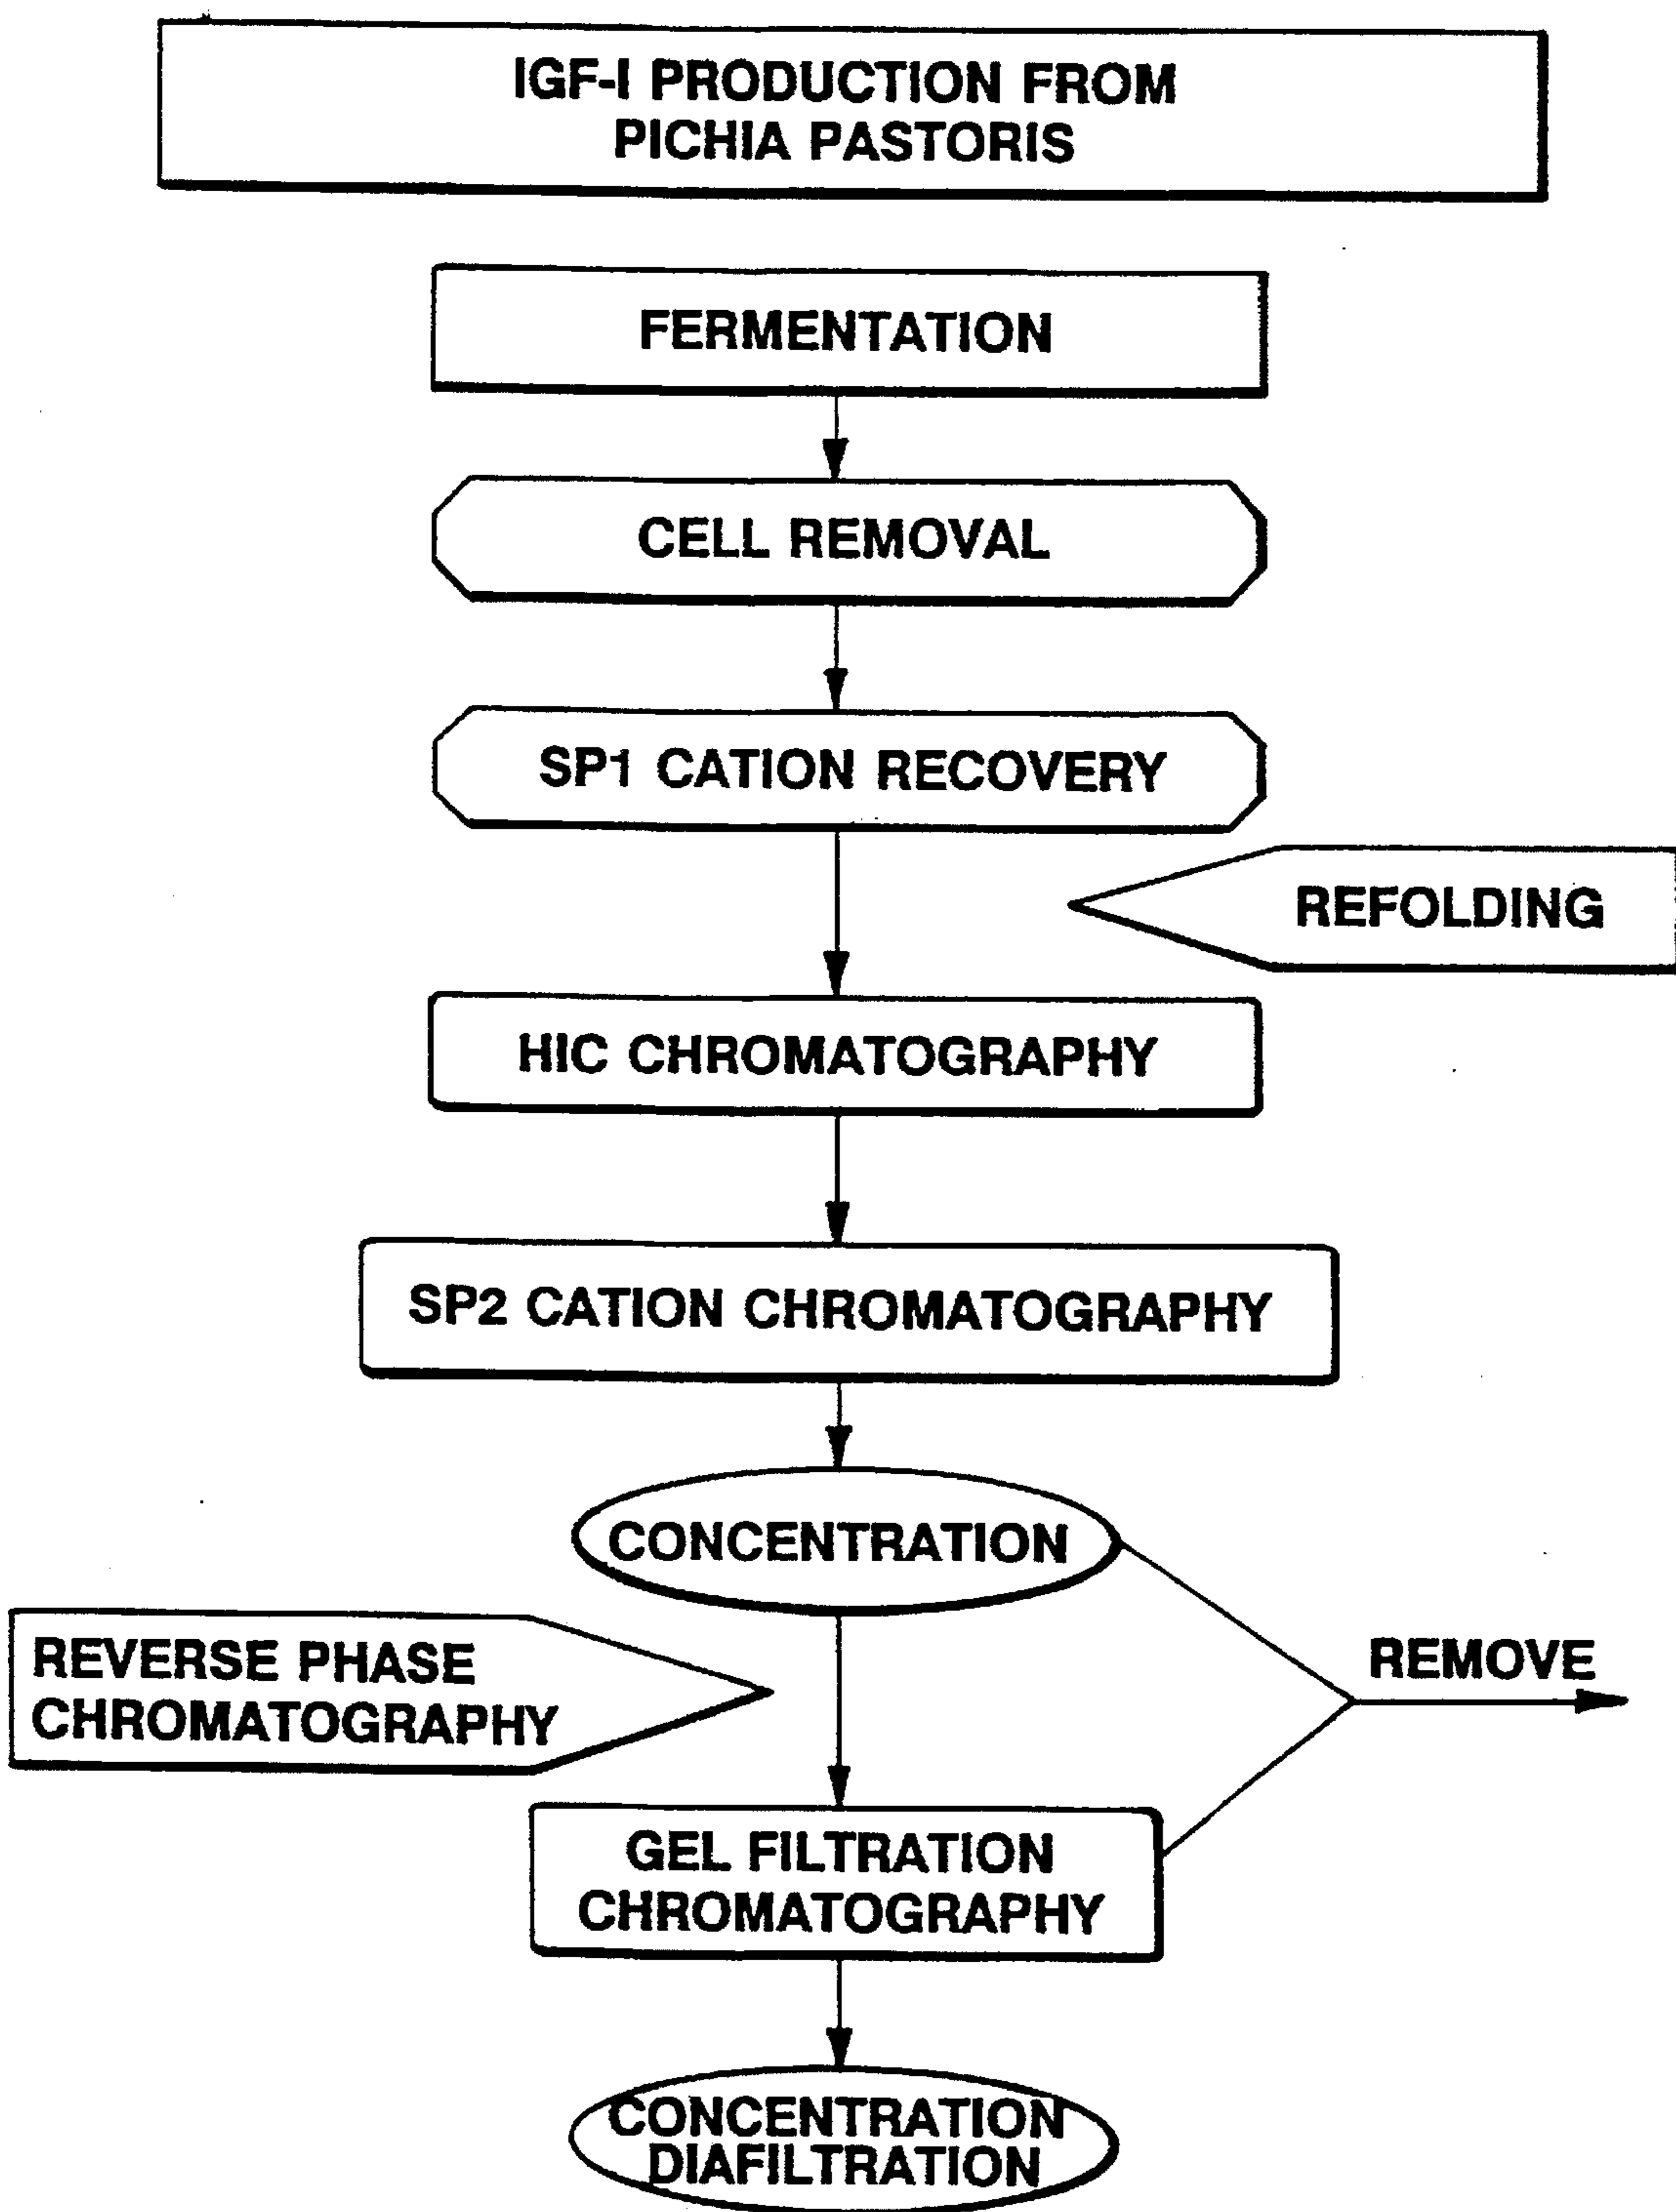 IGF-I PRODUCTION FROM
PICHIA PASTORIS
FERMENTATION
CELL REMOVAL
SP1 CATION RECOVERY
REFOLDING
HIC CHROMATOGRAPHY
SP2 CATION CHROMATOGRAPHY
CONCENTRATION
REVERSE PHASE
CHROMATOGRAPHY
REMOVE
GEL FILTRATION
CHROMATOGRAPHY
CONCENTRATION
DIAFILTRATION